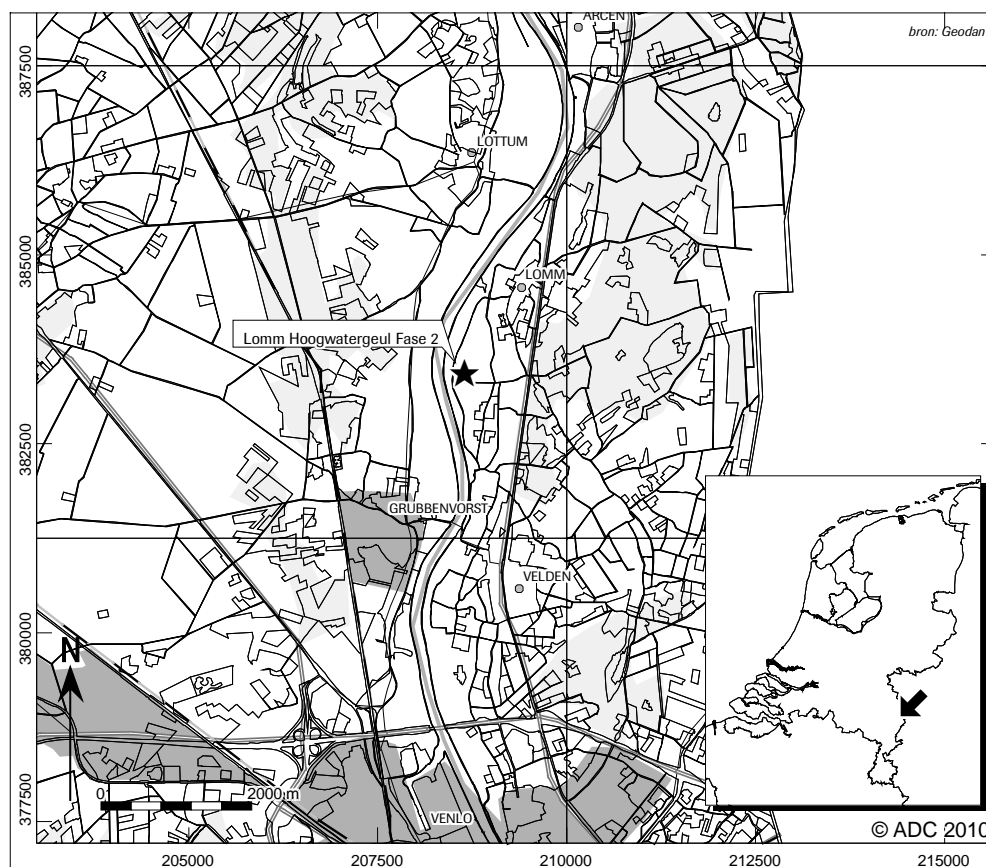 ARCEN
bron: Geodan
387500
LOTTUM
385000
LOMM
Lomm Hoogwatergeul Fase 2
382500
GRUBBENVORST
VELDEN
380000
N
0
2000 m
377500
VENLO
© ADC 2010
205000
207500
210000
212500
215000